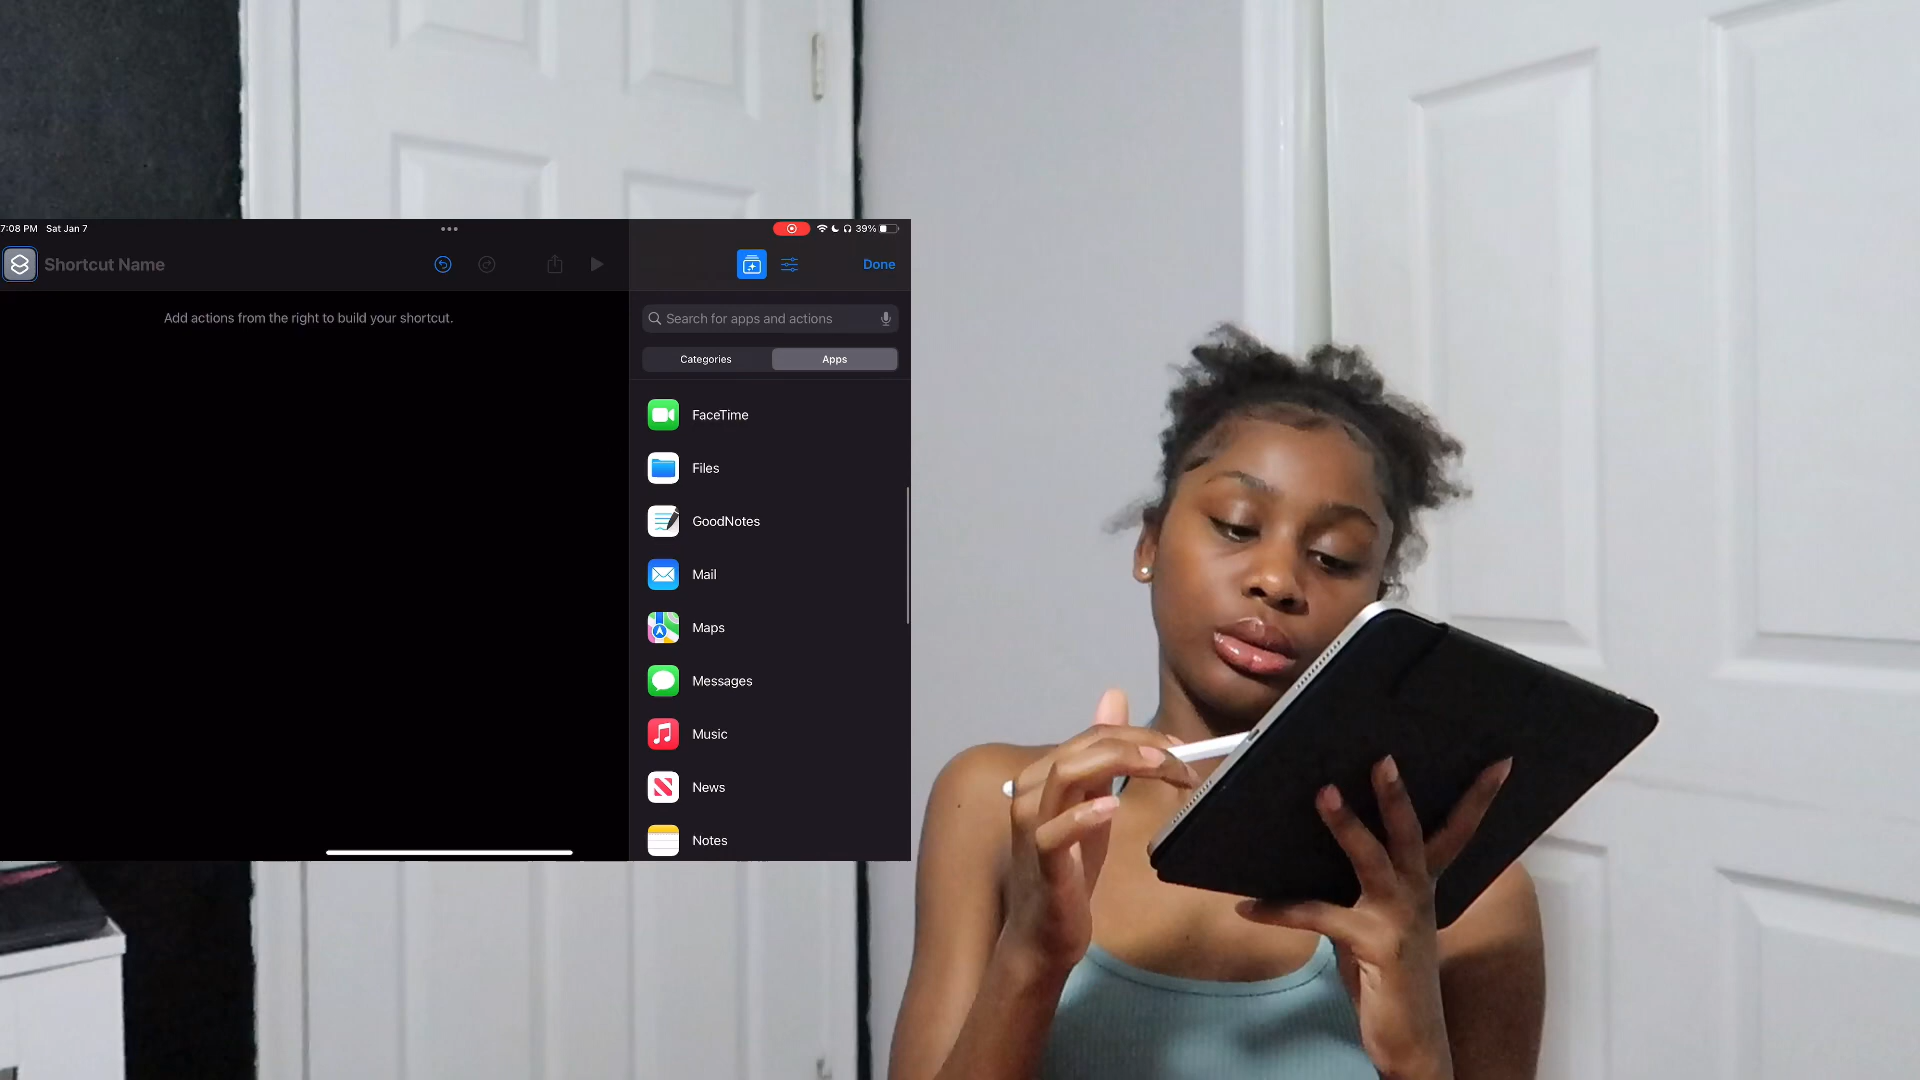 7:08 PM Sat Jan 7
39%
Shortcut Name
Done
Add actions from the right to build your shortcut.
Search for apps and actions
Categories
Apps
FaceTime
Files
GoodNotes
Mail
Maps
Messages
Music
News
Notes